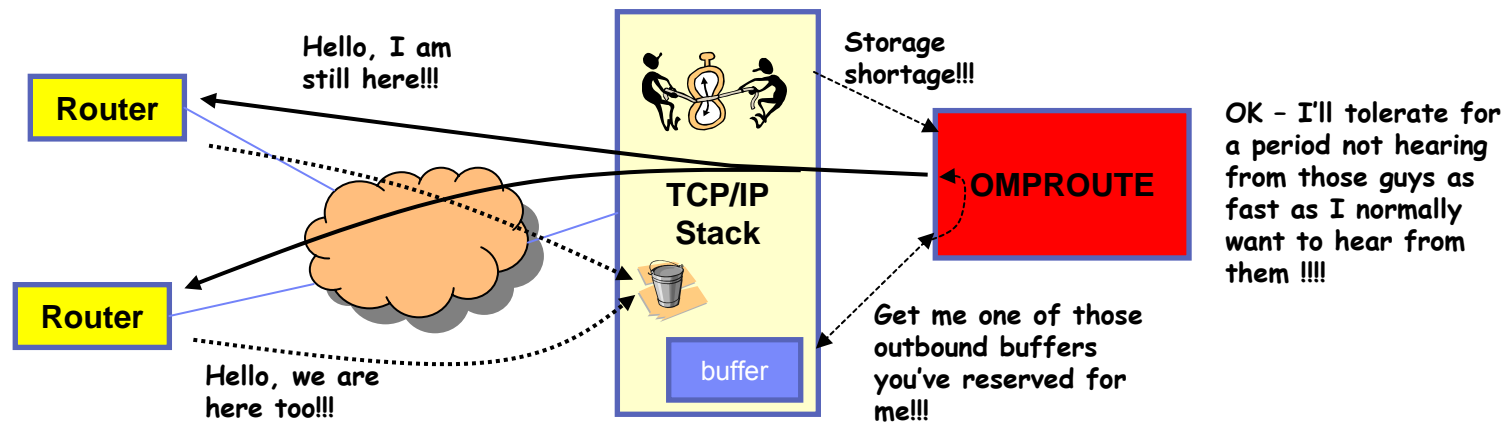 Hello, I am
still here!!!
Storage
shortage!!!
Router
OMPROUTE
OK – I'll tolerate for
a period not hearing
from those guys as
fast as I normally
want to hear from
them !!!!
TCP/IP
Stack
Router
Hello, we are
here too!!!
buffer
Get me one of those
outbound buffers
you've reserved for
me!!!